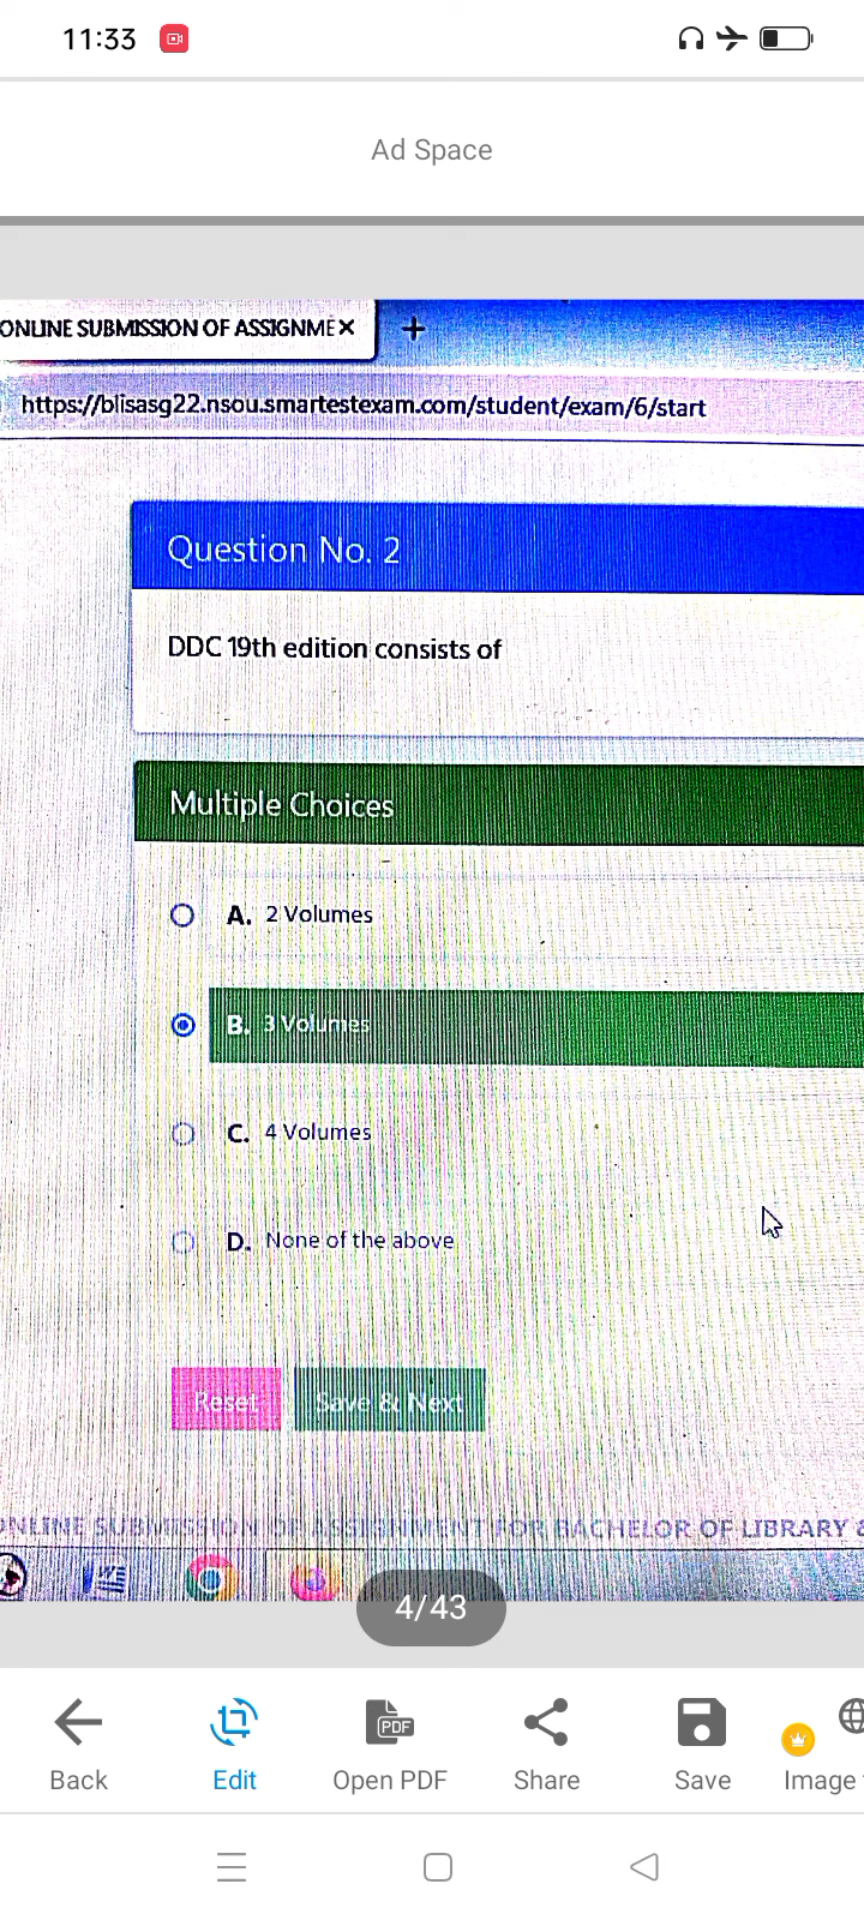 11:33
Ad Space
ONLINE SUBMISSION OF ASSIGNME X
https://blisasg22.nsou.smartestexam.com/student/exam/6/start
Question No. 2
DDC 19th edition consists of
Multiple Choices
A. 2 Volumes
B. 3 Volumes
C. 4 Volumes
D. None of the above
Reset Save & Next
ONLINE SUBMISSION OF ASSIGNMENT FOR BACHELOR OF LIBRARY &
4/43
PDF
Back Edit Open PDF Share Save Image